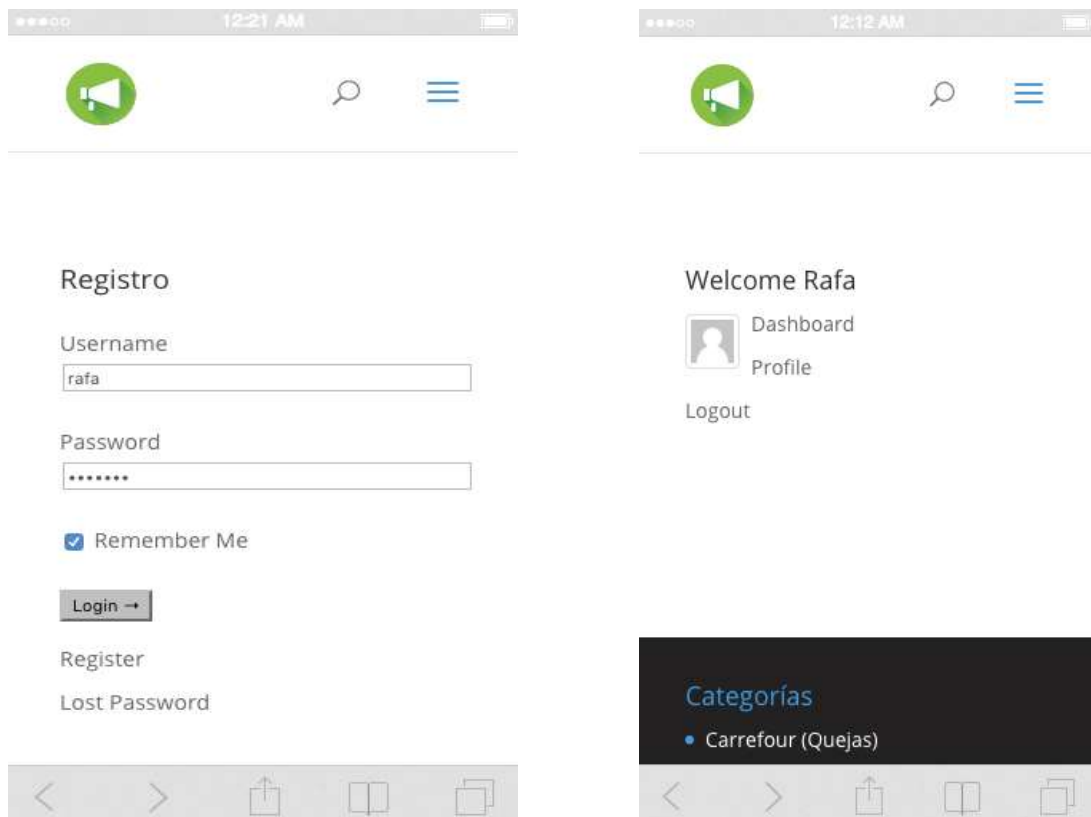 12:21 AM
Registro
Username
rafa
Password
•••••••
Remember Me
Login →
Register
Lost Password
12:12 AM
Welcome Rafa
Dashboard
Profile
Logout
Categorías
• Carrefour (Quejas)